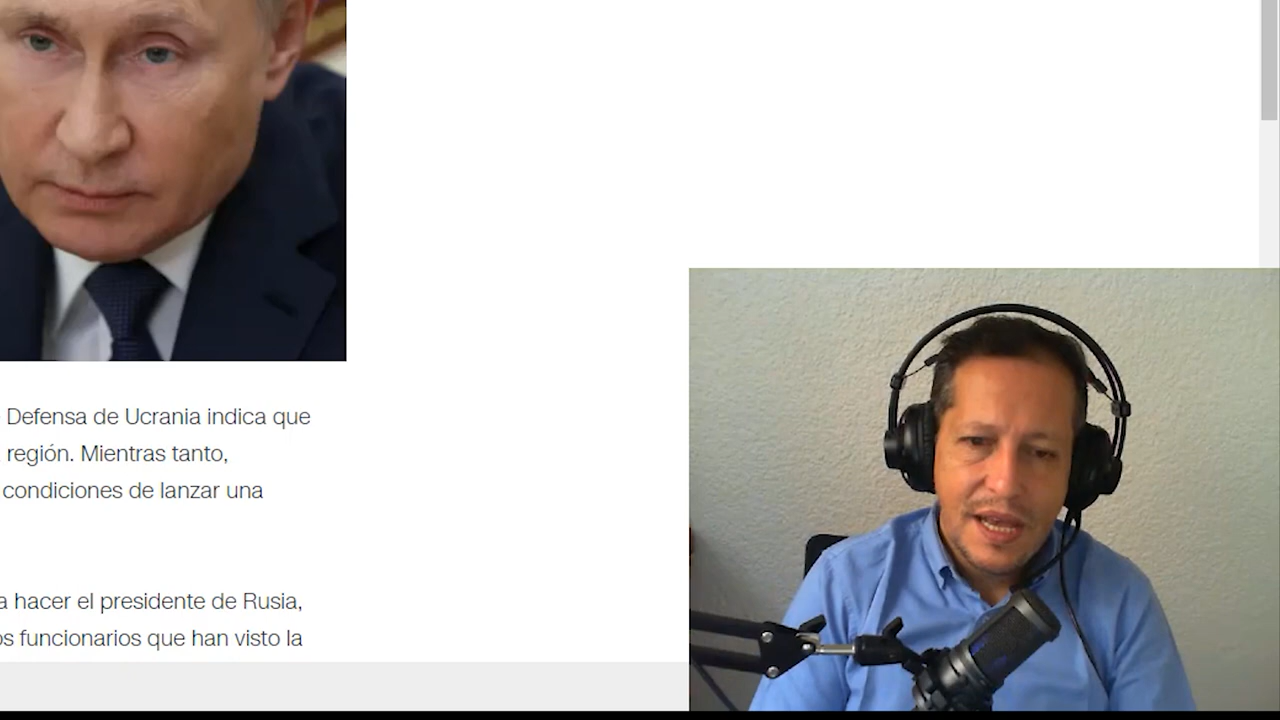 Defensa de Ucrania indica que
región. Mientras tanto,
condiciones de lanzar una
a hacer el presidente de Rusia,
os funcionarios que han visto la